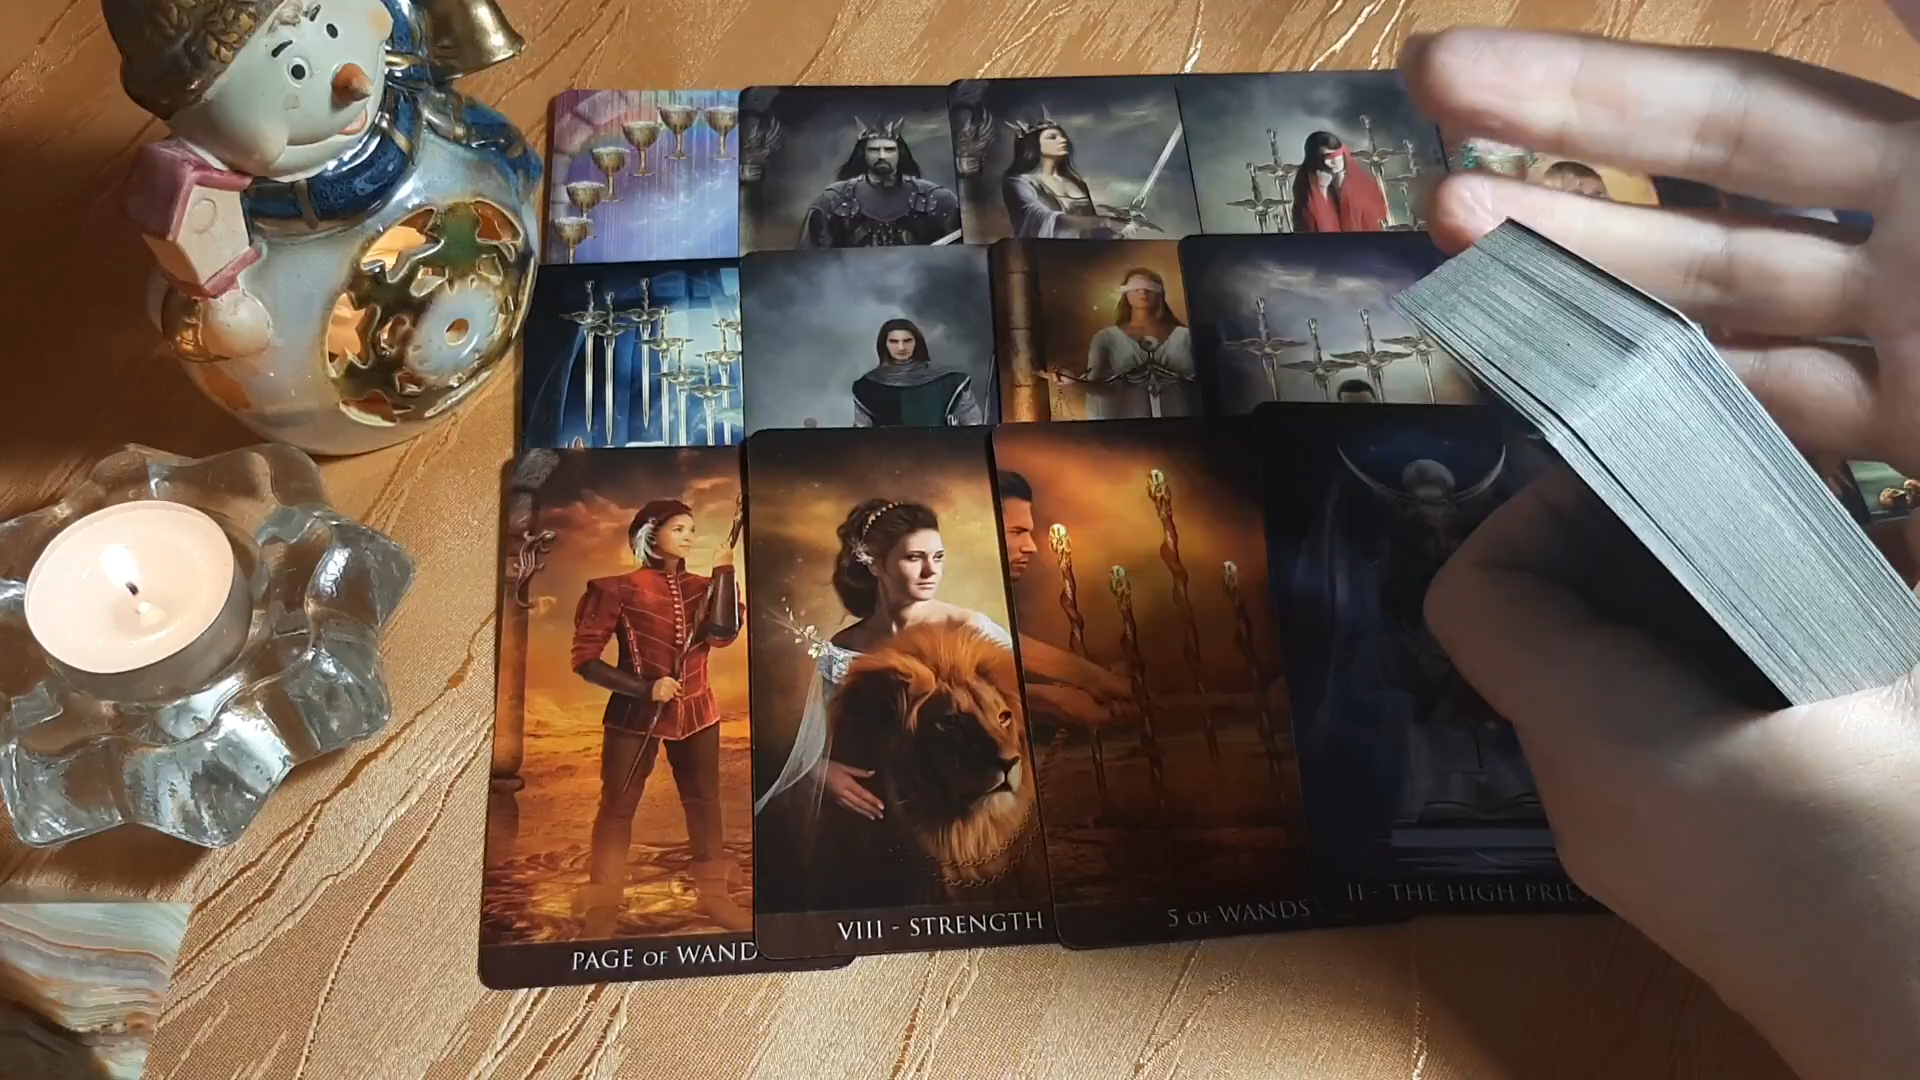 PAGE OF WAND
VIII - STRENGTH
5 OF WANDS
II - THE HIGH PRIE